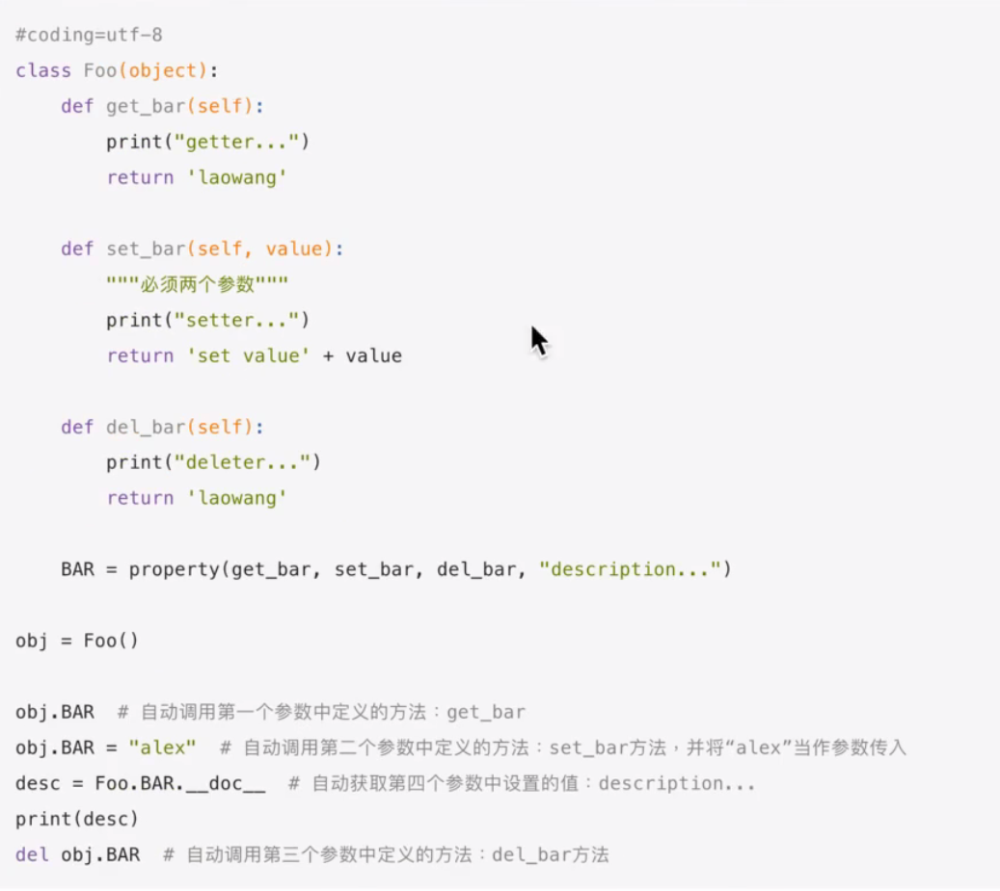 #coding=utf-8
class Foo(object):
    def get_bar(self):
        print("getter...")
        return 'laowang'

    def set_bar(self, value):
        """必须两个参数"""
        print("setter...")
        return 'set value' + value

    def del_bar(self):
        print("deleter...")
        return 'laowang'

    BAR = property(get_bar, set_bar, del_bar, "description...")

obj = Foo()

obj.BAR  # 自动调用第一个参数中定义的方法：get_bar
obj.BAR = "alex"  # 自动调用第二个参数中定义的方法：set_bar方法，并将“alex”当作参数传入
desc = Foo.BAR.__doc__  # 自动获取第四个参数中设置的值：description...
print(desc)
del obj.BAR  # 自动调用第三个参数中定义的方法：del_bar方法